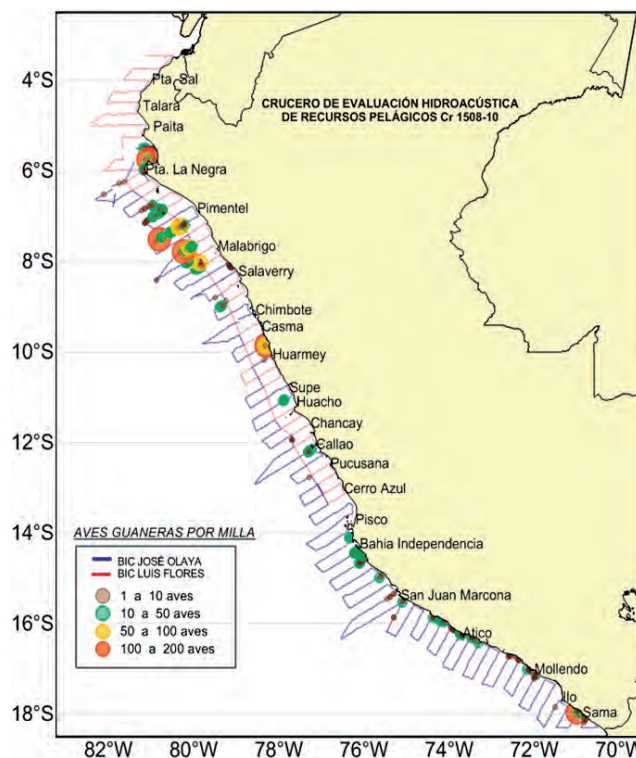 4°S
6°S
8°S
10°S
12°S
14°S
16°S
18°S
CRUCERO DE EVALUACIÓN HIDROACÚSTICA
DE RECURSOS PELÁGICOS Cr 1508-10
Pta. Sal
Talara
Paita
Pta. La Negra
Pimentel
Malabrigo
Salaverry
Chimbote
Casma
Huarmey
Supe
Huacho
Chancay
Callao
Pucusana
Cerro Azul
Pisco
Bahia Independencia
San Juan Marcona
Atico
Mollendo
Ilo
Sama
AVES GUANERAS POR MILLA
BIC JOSÉ OLAYA
BIC LUIS FLORES
1 a 10 aves
10 a 50 aves
50 a 100 aves
100 a 200 aves
82°W 80°W 78°W 76°W 74°W 72°W 70°W